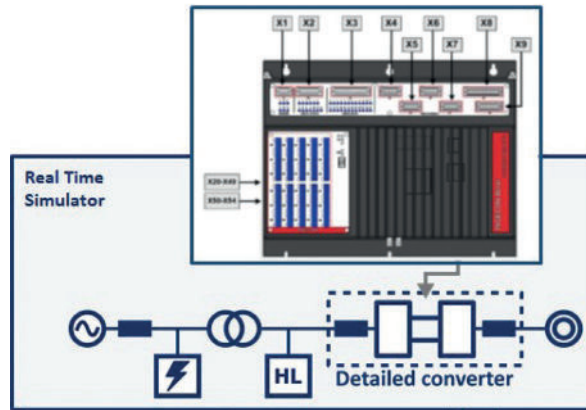 X1
X2
X3
X4
X6
X8
X5
X7
X9
X20-X49
X50-X54
Real Time
Simulator
HL
Detailed converter